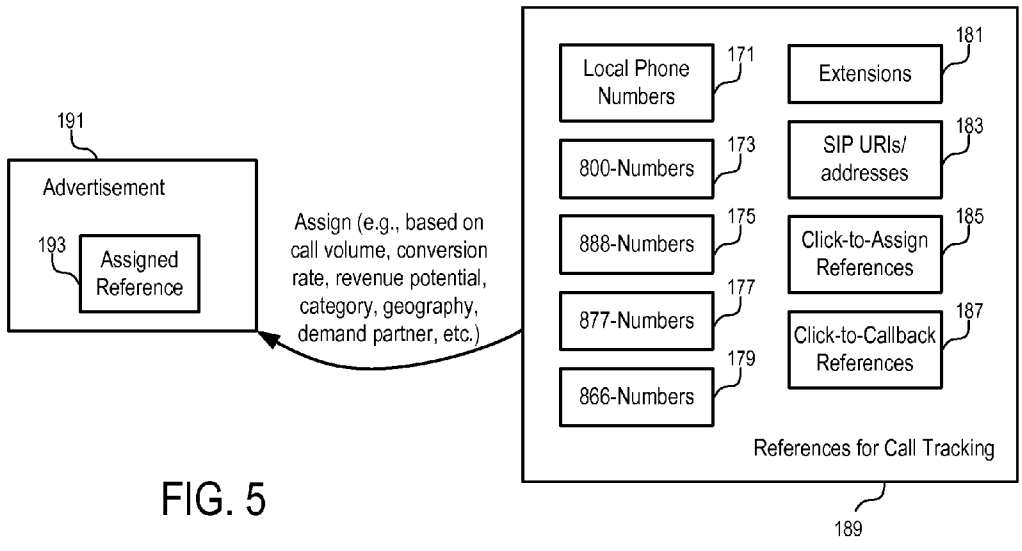 191
Advertisement
193
Assigned
Reference
Assign (e.g., based on
call volume, conversion
rate, revenue potential,
category, geography,
demand partner, etc.)
Local Phone
Numbers
171
800-Numbers
173
888-Numbers
175
877-Numbers
177
866-Numbers
179
Extensions
181
SIP URIs/
addresses
183
Click-to-Assign
References
185
Click-to-Callback
References
187
References for Call Tracking
189
FIG. 5